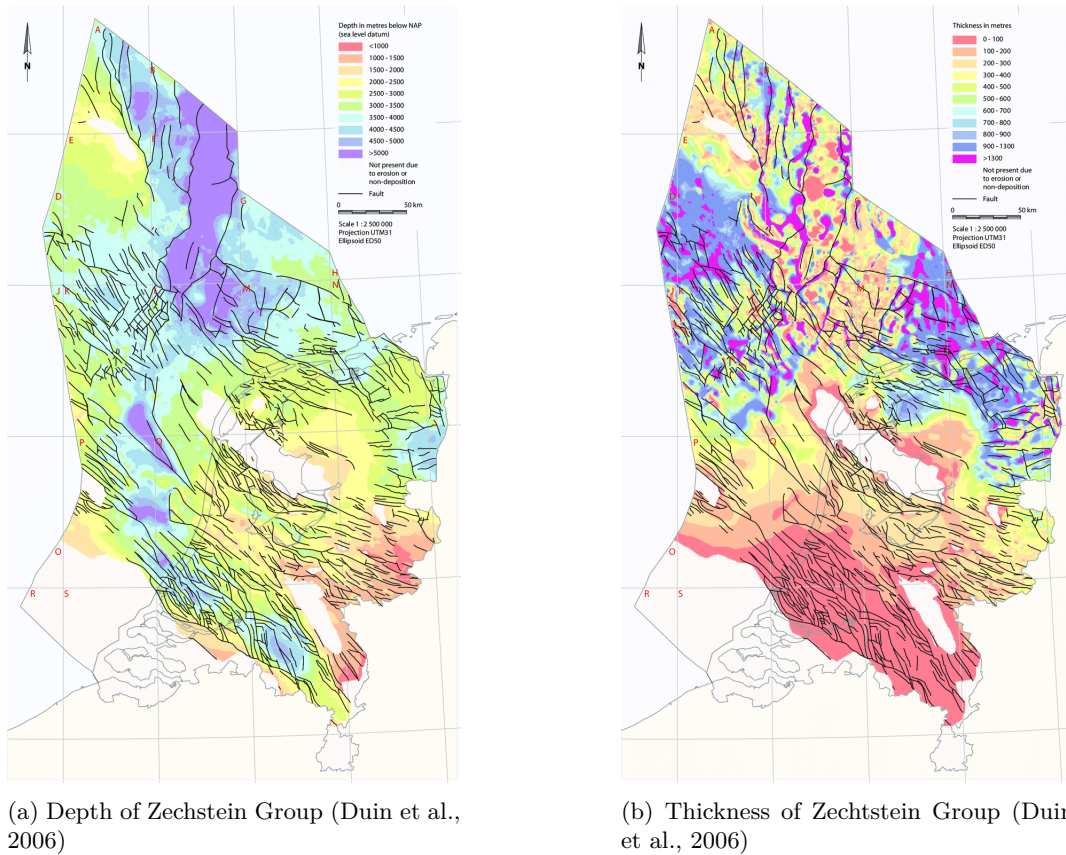 Depth in metres below NAP
(sea level datum)
<1000
1000 - 1500
1500 - 2000
2000 - 2500
2500 - 3000
3000 - 3500
3500 - 4000
4000 - 4500
4500 - 5000
>5000
Not present due
to erosion or
non-deposition
Fault
0
50 km
Scale 1 : 2 500 000
Projection UTM31
Ellipsoid ED50
N
A
B
E
F
D
G
H
N
J K
M
P
Q
O
R
S
(a) Depth of Zechstein Group (Duin et al.,
2006)
Thickness in metres
0 - 100
100 - 200
200 - 300
300 - 400
400 - 500
500 - 600
600 - 700
700 - 800
800 - 900
900 - 1300
>1300
Not present due
to erosion or
non-deposition
Fault
0
50 km
Scale 1 : 2 500 000
Projection UTM31
Ellipsoid ED50
N
A
E
H
N
J K
M
P
Q
O
R
S
(b) Thickness of Zechtstein Group (Duin
et al., 2006)